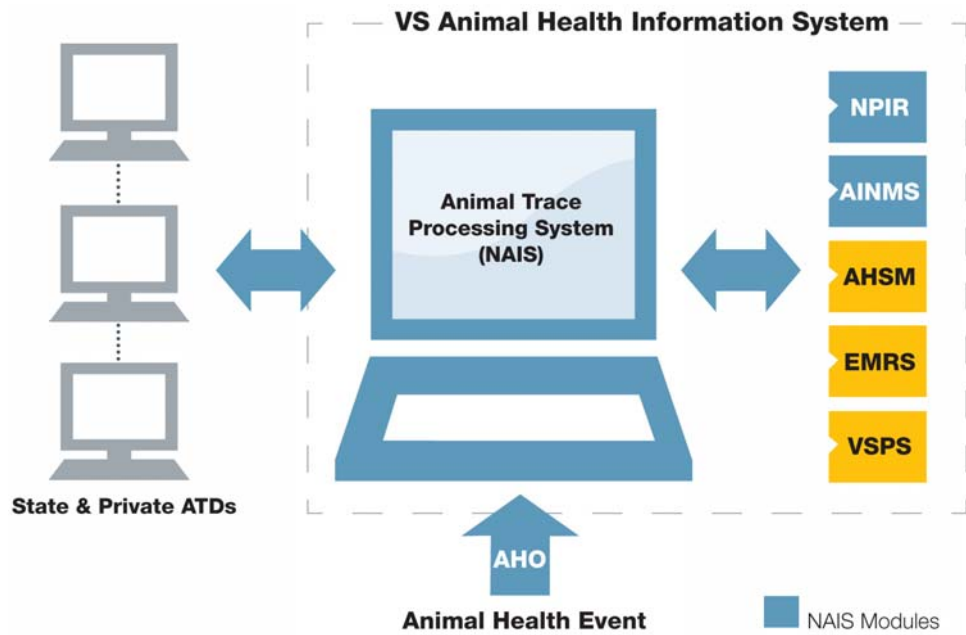 VS Animal Health Information System
NPIR
AINMS
AHSM
EMRS
VSPS
Animal Trace
Processing System
(NAIS)
State & Private ATDs
AHO
Animal Health Event
NAIS Modules